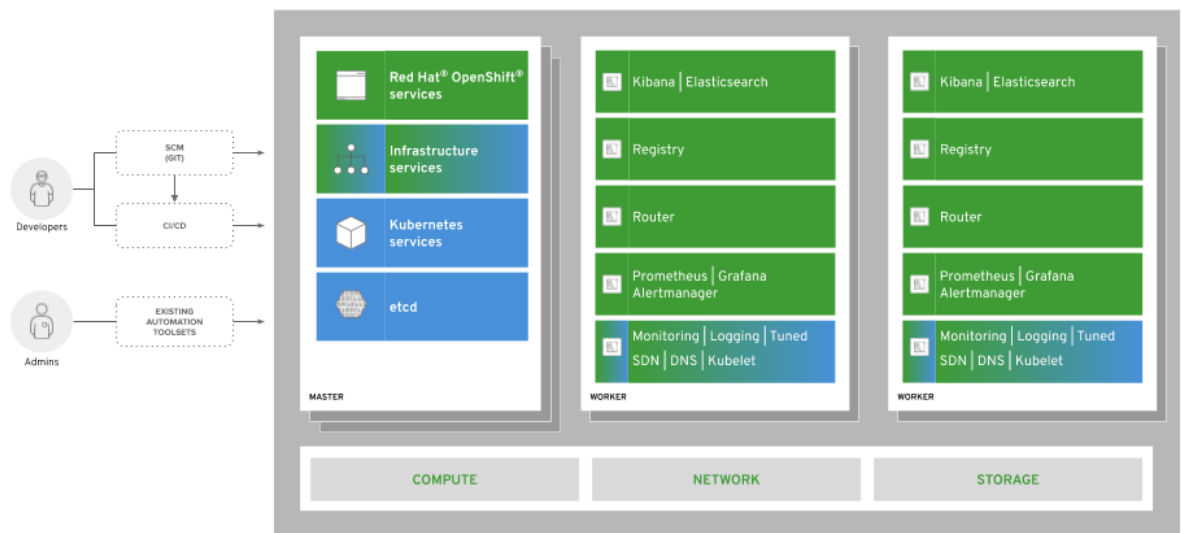 Developers
Admins
SCM
(GIT)
CI/CD
EXISTING
AUTOMATION
TOOLSETS
Red Hat® OpenShift®
services
Infrastructure
services
Kubernetes
services
etcd
MASTER
Kibana | Elasticsearch
Registry
Router
Prometheus | Grafana
Alertmanager
Monitoring | Logging | Tuned
SDN | DNS | Kubelet
WORKER
Kibana | Elasticsearch
Registry
Router
Prometheus | Grafana
Alertmanager
Monitoring | Logging | Tuned
SDN | DNS | Kubelet
WORKER
COMPUTE
NETWORK
STORAGE